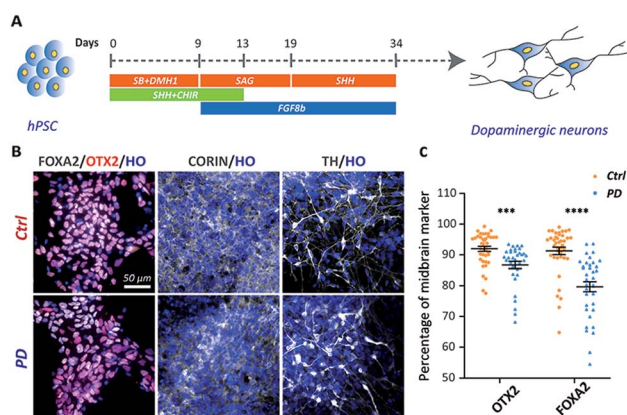 A
Days
0
9
13
19
34
SB+DMH1
SAG
SHH
SHH+CHIR
FGF8b
hPSC
Dopaminergic neurons
B
FOXA2/OTX2/HO
CORIN/HO
TH/HO
Ctrl
50 μm
PD
C
Ctrl
PD
Percentage of midbrain marker
110
100
90
80
70
60
50
***
****
OTX2
FOXA2